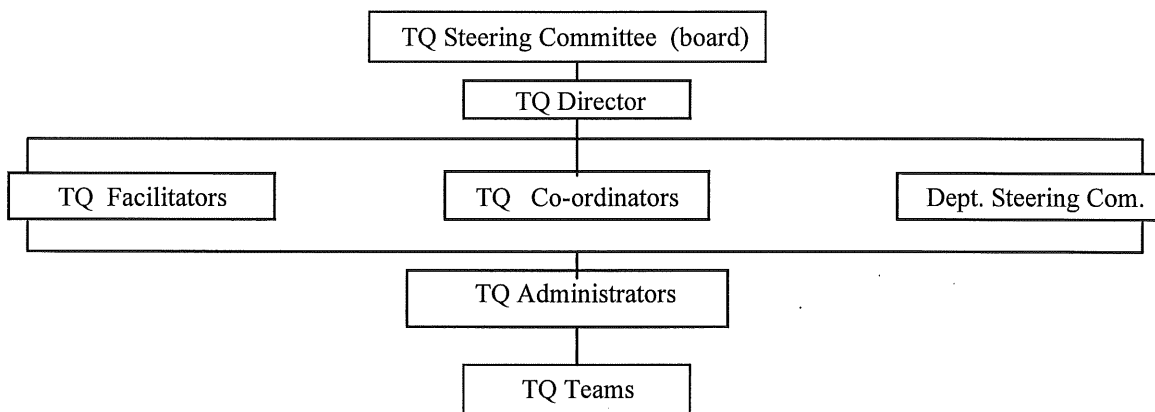 TQ Steering Committee (board)
TQ Director
TQ Facilitators
TQ Co-ordinators
Dept. Steering Com.
TQ Administrators
TQ Teams